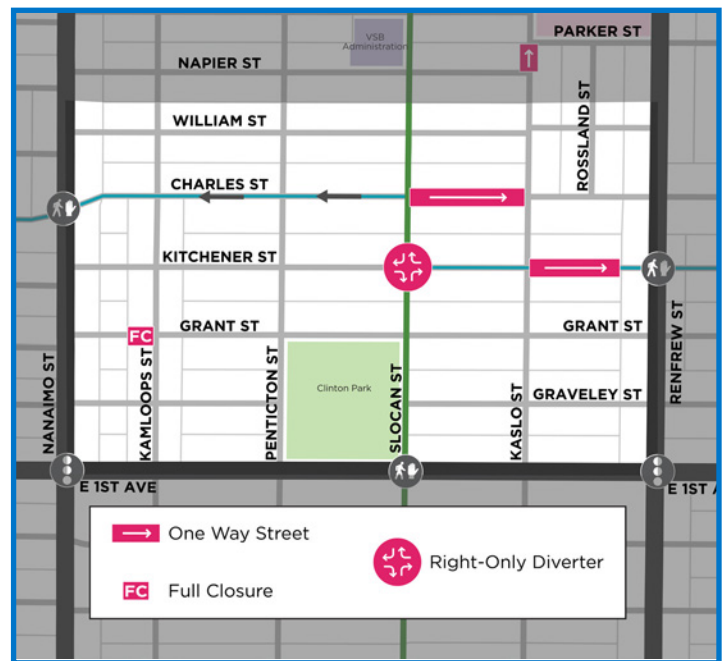 PARKER ST
VSB
Administration
NAPIER ST
ROSSLAND ST
WILLIAM ST
CHARLES ST
KITCHENER ST
GRANT ST
GRANT ST
FC
NANAIMO ST
KAMLOOPS ST
PENTICTON ST
Clinton Park
SLOCAN ST
KASLO ST
GRAVELEY ST
RENFREW ST
E 1ST AVE
E 1ST A
One Way Street
Right-Only Diverter
FC Full Closure